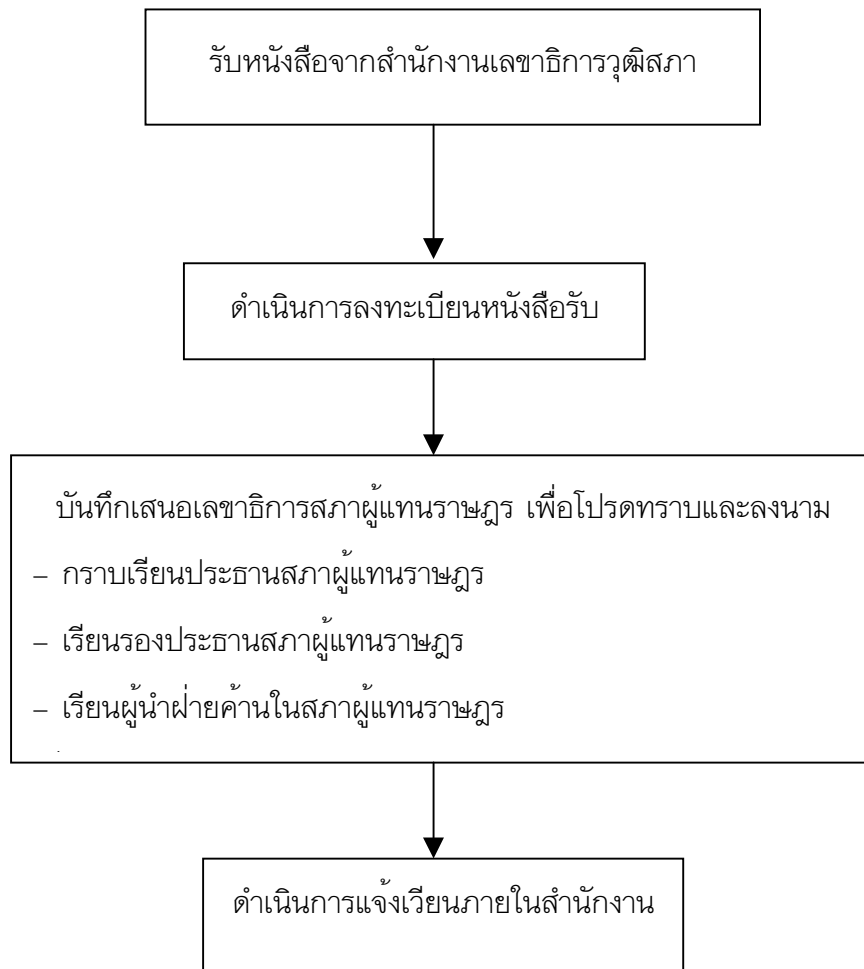 รับหนังสือจากสำนักงานเลขาธิการวุฒิสภา
ดำเนินการลงทะเบียนหนังสือรับ
บันทึกเสนอเลขาธิการสภาผู้แทนราษฎร เพื่อโปรดทราบและลงนาม
– กราบเรียนประธานสภาผู้แทนราษฎร
– เรียนรองประธานสภาผู้แทนราษฎร
– เรียนผู้นำฝ่ายค้านในสภาผู้แทนราษฎร
ดำเนินการแจ้งเวียนภายในสำนักงาน